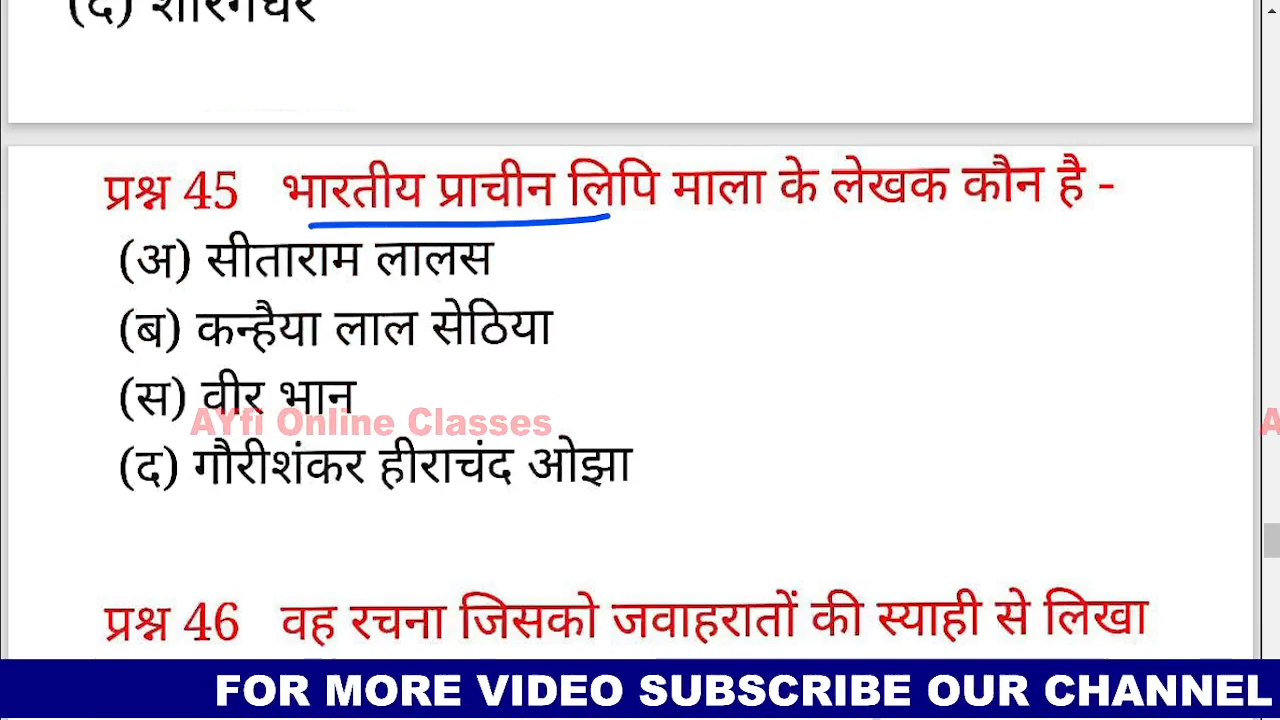 (द) शारंगधर
प्रश्न 45 भारतीय प्राचीन लिपि माला के लेखक कौन है -
(अ) सीताराम लालस
(ब) कन्हैया लाल सेठिया
(स) वीर भान
AYfi Online Classes
(द) गौरीशंकर हीराचंद ओझा
प्रश्न 46 वह रचना जिसको जवाहरातों की स्याही से लिखा
FOR MORE VIDEO SUBSCRIBE OUR CHANNEL